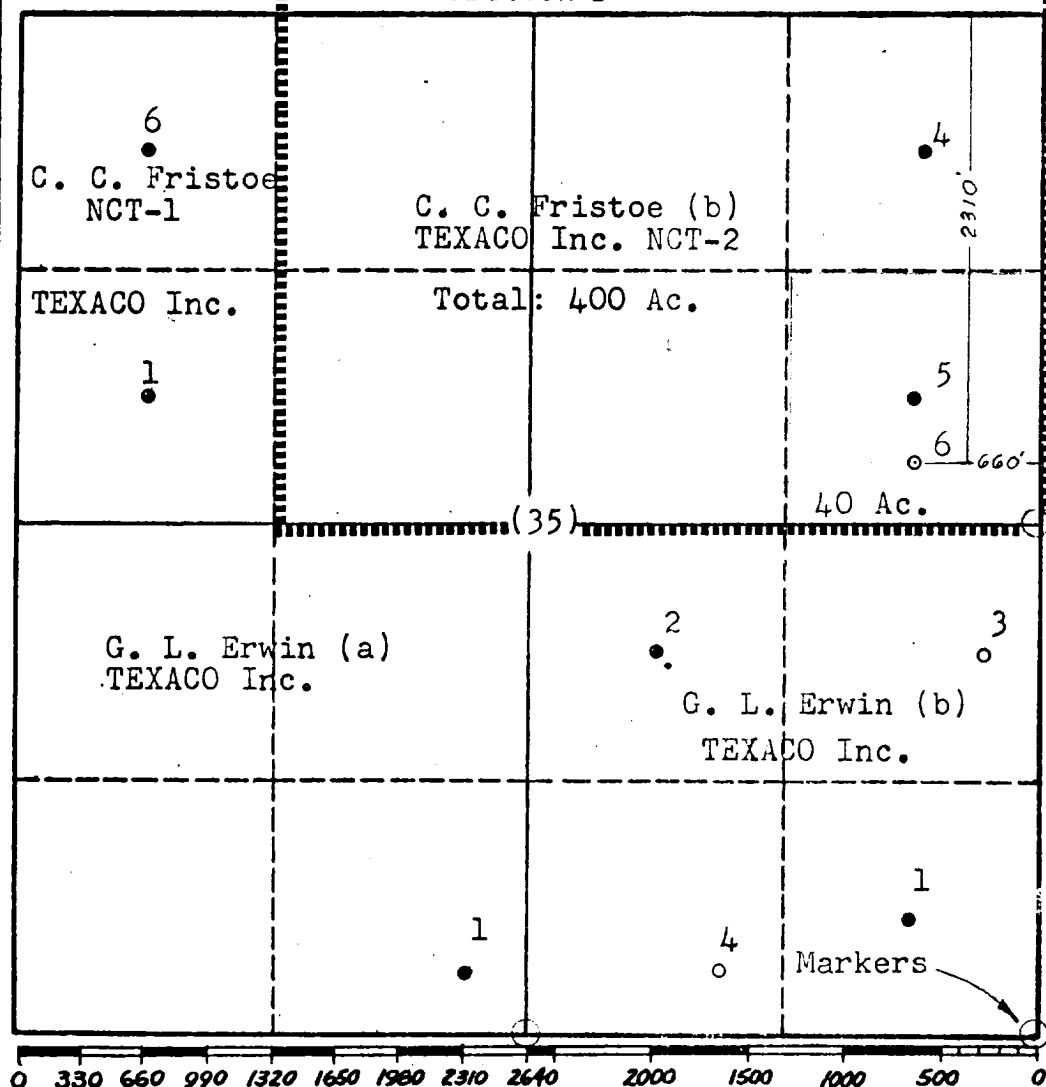 6
C. C. Fristoe
NCT-1
TEXACO Inc.
1
C. C. Fristoe (b)
TEXACO Inc. NCT-2
Total: 400 Ac.
4
2310'
5
6
660'
40 Ac.
(35)
G. L. Erwin (a)
TEXACO Inc.
2
3
G. L. Erwin (b)
TEXACO Inc.
1
4
1
Markers
0 330 660 990 1320 1650 1980 2310 2640 2000 1500 1000 500 0